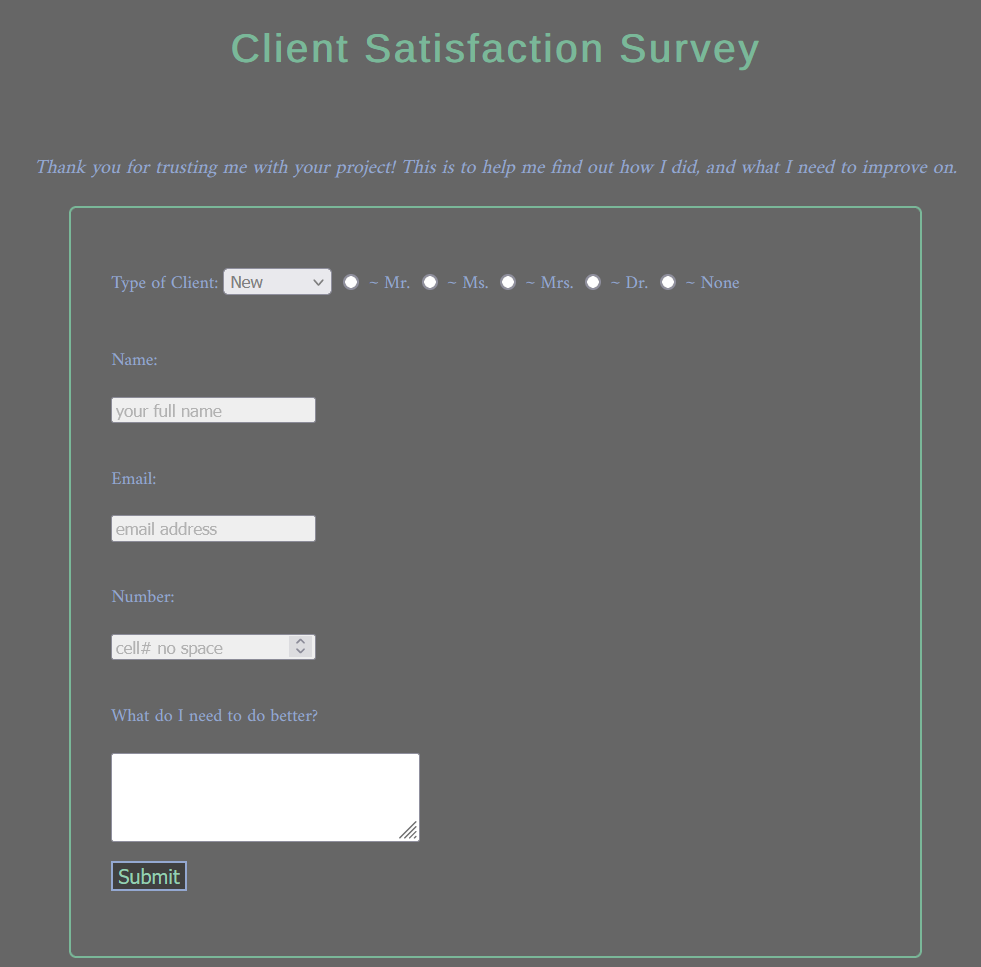 Client Satisfaction Survey
Thank you for trusting me with your project! This is to help me find out how I did, and what I need to improve on.
Type of Client: New ~ Mr. ~ Ms. ~ Mrs. ~ Dr. ~ None
Name:
your full name
Email:
email address
Number:
cell# no space
What do I need to do better?
Submit